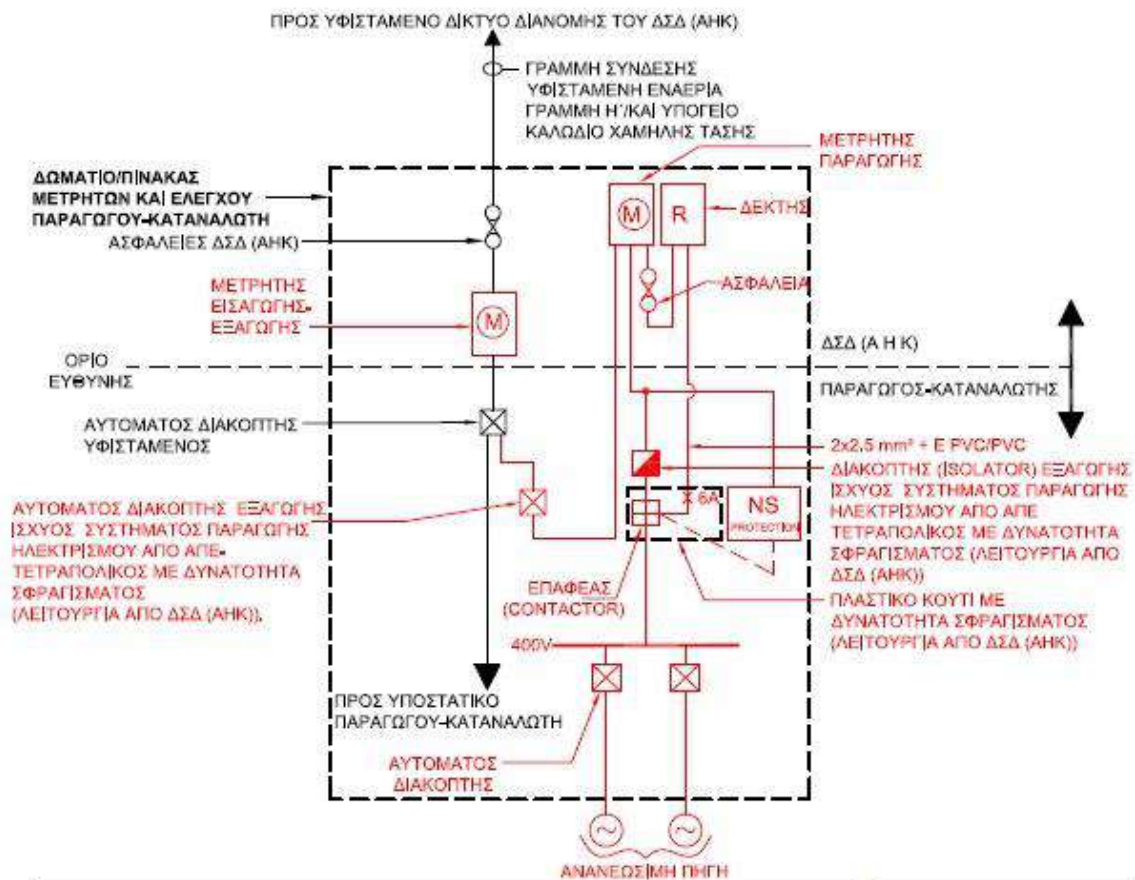 ΠΡΟΣ ΥΦΙΣΤΑΜΕΝΟ ΔΙΚΤΥΟ ΔΙΑΝΟΜΗΣ ΤΟΥ ΔΣΔ (ΑΗΚ)
ΓΡΑΜΜΗ ΣΥΝΔΕΣΗΣ
ΥΦΙΣΤΑΜΕΝΗ ΕΝΑΕΡΙΑ
ΓΡΑΜΜΗ Η΄/ΚΑΙ ΥΠΟΓΕΙΟ
ΚΑΛΩΔΙΟ ΧΑΜΗΛΗΣ ΤΑΣΗΣ
ΜΕΤΡΗΤΗΣ
ΠΑΡΑΓΩΓΗΣ
ΔΩΜΑΤΙΟ/ΠΙΝΑΚΑΣ
ΜΕΤΡΗΤΩΝ ΚΑΙ ΕΛΕΓΧΟΥ
ΠΑΡΑΓΩΓΟΥ-ΚΑΤΑΝΑΛΩΤΗ
ΑΣΦΑΛΕΙΕΣ ΔΣΔ (ΑΗΚ)
M
R
ΔΕΚΤΗΣ
ΜΕΤΡΗΤΗΣ
ΕΙΣΑΓΩΓΗΣ-
ΕΞΑΓΩΓΗΣ
M
ΑΣΦΑΛΕΙΑ
ΟΡΙΟ
ΕΥΘΥΝΗΣ
ΔΣΔ (Α Η Κ)
ΠΑΡΑΓΩΓΟΣ-ΚΑΤΑΝΑΛΩΤΗΣ
ΑΥΤΟΜΑΤΟΣ ΔΙΑΚΟΠΤΗΣ
ΥΦΙΣΤΑΜΕΝΟΣ
2x2.5 mm² + E PVC/PVC
ΔΙΑΚΟΠΤΗΣ (ISOLATOR) ΕΞΑΓΩΓΗΣ
ΙΣΧΥΟΣ ΣΥΣΤΗΜΑΤΟΣ ΠΑΡΑΓΩΓΗΣ
ΗΛΕΚΤΡΙΣΜΟΥ ΑΠΟ ΑΠΕ
ΤΕΤΡΑΠΟΛΙΚΟΣ ΜΕ ΔΥΝΑΤΟΤΗΤΑ
ΣΦΡΑΓΙΣΜΑΤΟΣ (ΛΕΙΤΟΥΡΓΙΑ ΑΠΟ
ΔΣΔ (ΑΗΚ))
ΑΥΤΟΜΑΤΟΣ ΔΙΑΚΟΠΤΗΣ ΕΞΑΓΩΓΗΣ
ΙΣΧΥΟΣ ΣΥΣΤΗΜΑΤΟΣ ΠΑΡΑΓΩΓΗΣ
ΗΛΕΚΤΡΙΣΜΟΥ ΑΠΟ ΑΠΕ-
ΤΕΤΡΑΠΟΛΙΚΟΣ ΜΕ ΔΥΝΑΤΟΤΗΤΑ
ΣΦΡΑΓΙΣΜΑΤΟΣ
(ΛΕΙΤΟΥΡΓΙΑ ΑΠΟ ΔΣΔ (ΑΗΚ)).
6A
NS
PROTECTION
ΕΠΑΦΕΑΣ
(CONTACTOR)
ΠΛΑΣΤΙΚΟ ΚΟΥΤΙ ΜΕ
ΔΥΝΑΤΟΤΗΤΑ ΣΦΡΑΓΙΣΜΑΤΟΣ
(ΛΕΙΤΟΥΡΓΙΑ ΑΠΟ ΔΣΔ (ΑΗΚ))
400V
ΠΡΟΣ ΥΠΟΣΤΑΤΙΚΟ
ΠΑΡΑΓΩΓΟΥ-ΚΑΤΑΝΑΛΩΤΗ
ΑΥΤΟΜΑΤΟΣ
ΔΙΑΚΟΠΤΗΣ
ΑΝΑΝΕΩΣΙΜΗ ΠΗΓΗ